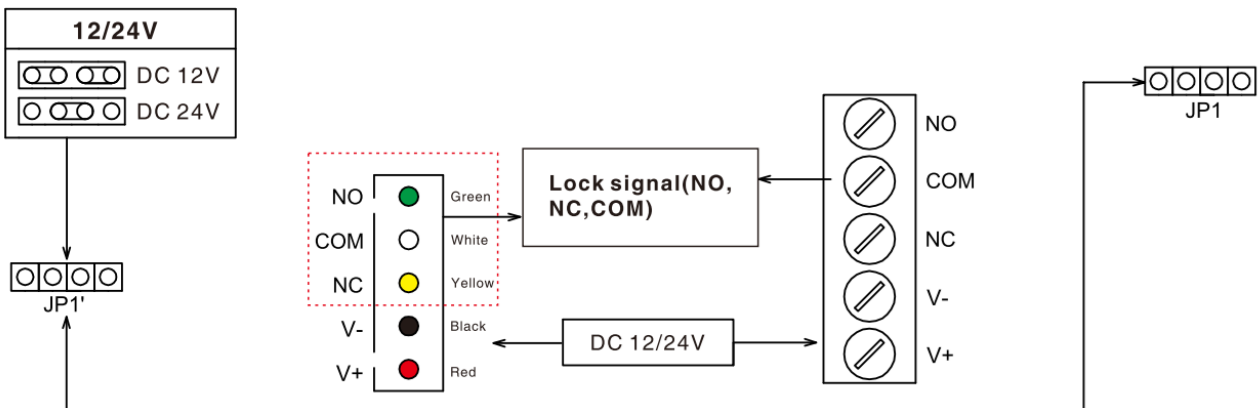 12/24V
DC 12V
DC 24V
JP1'
NO Green
COM White
NC Yellow
V- Black
V+ Red
Lock signal(NO,
NC,COM)
DC 12/24V
NO
COM
NC
V-
V+
JP1